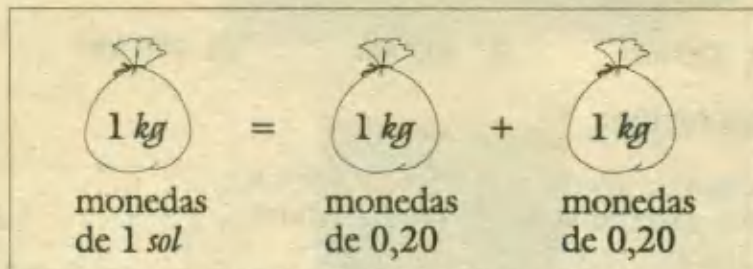 1 kg = 1 kg + 1 kg
monedas monedas monedas
de 1 sol de 0,20 de 0,20